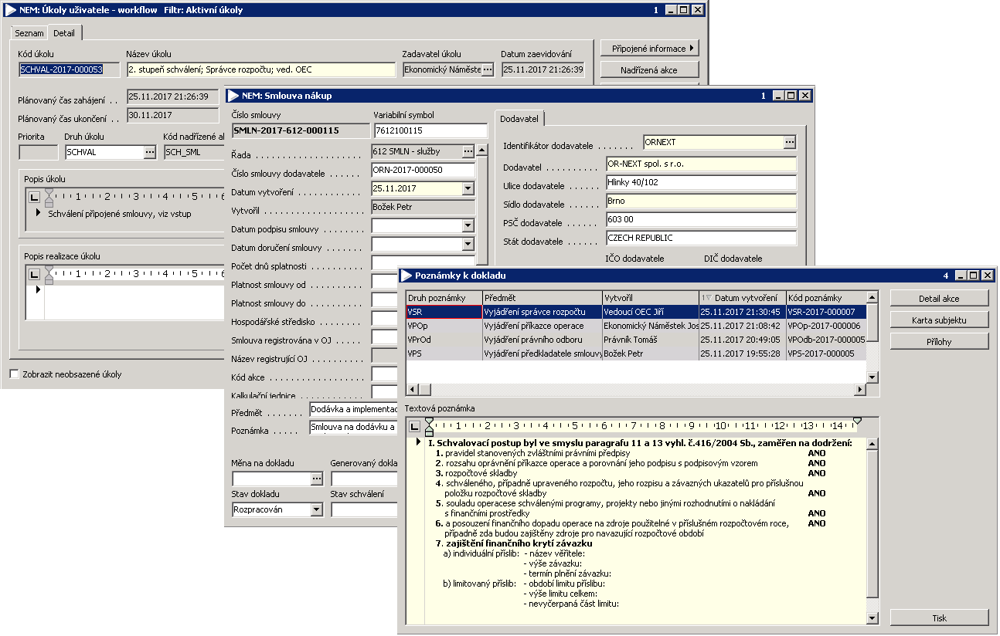 NEM: Úkoly uživatele - workflow Filtr: Aktivní úkoly 1
Seznam Detail
Kód úkolu Název úkolu Zadavatel úkolu Datum zaevidování
SCHVAL-2017-000053 2. stupeň schválení; Správce rozpočtu; ved. OEC Ekonomický Náměste ... 25.11.2017 21:26:39
Připojené informace
Nadřízená akce
Plánovaný čas zahájení . . 25.11.2017 21:26:39
Plánovaný čas ukončení . . 30.11.2017
Priorita Druh úkolu Kód nadřízené al
SCHVAL ... SCH_SML
Popis úkolu
1 2 3 4 5 6
Schválení připojené smlouvy, viz vstup
Popis realizace úkolu
1 2 3 4 5 6
Zobrazit neobsazené úkoly
NEM: Smlouva nákup 1
Číslo smlouvy Variabilní symbol
SMLN-2017-612-000115 7612100115
Řada . . . . . . . . . . . . . . . . . . . . . 612 SMLN - služby ...
Číslo smlouvy dodavatele . . . . . . ORN-2017-000050
Datum vytvoření . . . . . . . . . . . . 25.11.2017
Vytvořil . . . . . . . . . . . . . . . . . . Božek Petr
Datum podpisu smlouvy . . . . . . .
Datum doručení smlouvy . . . . . . .
Počet dnů splatnosti . . . . . . . . . .
Platnost smlouvy od . . . . . . . . . .
Platnost smlouvy do . . . . . . . . . .
Hospodářské středisko . . . . . . . .
Smlouva registrována v OJ . . . . .
Název registrující OJ . . . . . . . . .
Kód akce . . . . . . . . . . . . . . . . .
Kalkulační jednice . . . . . . . . . . . .
Předmět . . . . . . . Dodávka a implementac
Poznámka . . . . . Smlouva na dodávku a
Měna na dokladu Generovaný dokla
...
Stav dokladu Stav schválení
Rozpracován
Dodavatel
Identifikátor dodavatele . . . . . . . ORNEXT ...
Dodavatel . . . . . . . . . . OR-NEXT spol. s r.o.
Ulice dodavatele . . . . . . Hlinky 40/102
Sídlo dodavatele . . . . . . Brno
PSČ dodavatele . . . . . . 603 00
Stát dodavatele . . . . . . CZECH REPUBLIC
IČO dodavatele DIČ dodavatele
Poznámky k dokladu 4
Druh poznámky Předmět Vytvořil 1 Datum vytvoření Kód poznámky
VSR Vyjádření správce rozpočtu Vedoucí OEC Jiří 25.11.2017 21:30:45 VSR-2017-000007
VPOp Vyjádření příkazce operace Ekonomický Náměstek Jos 25.11.2017 21:08:42 VPOp-2017-000006
VPrOd Vyjádření právního odboru Právník Tomáš 25.11.2017 20:49:05 VPOdb-2017-000005
VPS Vyjádření předkladatele smlouvy Božek Petr 25.11.2017 19:55:28 VPS-2017-000005
Detail akce
Karta subjektu
Přílohy
Textová poznámka
1 2 3 4 5 6 7 8 9 10 11 12 13 14
I. Schvalovací postup byl ve smyslu paragrafu 11 a 13 vyhl. č.416/2004 Sb., zaměřen na dodržení:
1. pravidel stanovených zvláštními právními předpisy ANO
2. rozsahu oprávnění příkazce operace a porovnání jeho podpisu s podpisovým vzorem ANO
3. rozpočtové skladby ANO
4. schváleného, případně upraveného rozpočtu, jeho rozpisu a závazných ukazatelů pro příslušnou
položku rozpočtové skladby ANO
5. souladu operacese schválenými programy, projekty nebo jinými rozhodnutími o nakládání
s finančními prostředky ANO
6. a posouzení finančního dopadu operace na zdroje použitelné v příslušném rozpočtovém roce, ANO
případně zda budou zajištěny zdroje pro navazující rozpočtové období
7. zajištění finančního krytí závazku
a) individuální příslib: - název věřitele:
- výše závazku:
- termín plnění závazku:
b) limitovaný příslib: - období limitu příslibu:
- výše limitu celkem:
- nevyčerpaná část limitu:
Tisk